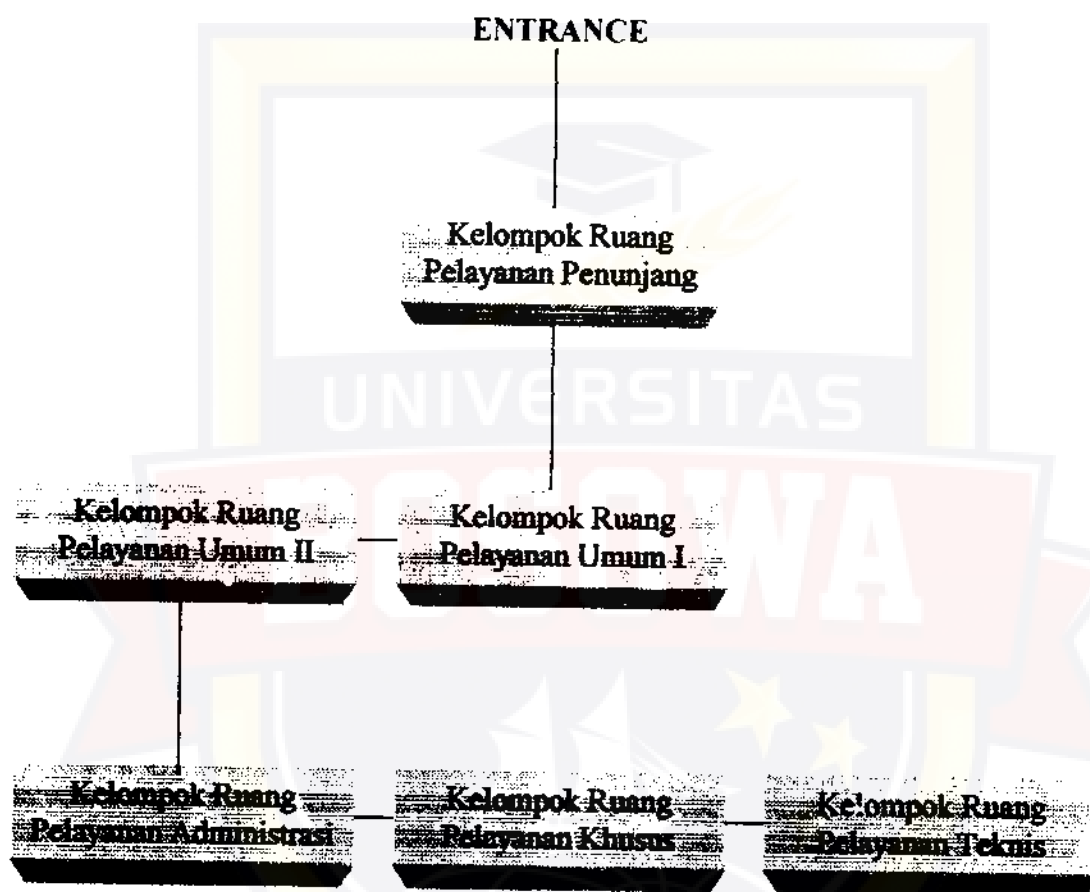 ENTRANCE
Kelompok Ruang
Pelayanan Penunjang
UNIVERSITAS
BOSOWA
Kelompok Ruang
Pelayanan Umum II
Kelompok Ruang
Pelayanan Umum I
Kelompok Ruang
Pelayanan Administrasi
Kelompok Ruang
Pelayanan Khusus
Kelompok Ruang
Pelayanan Teknis